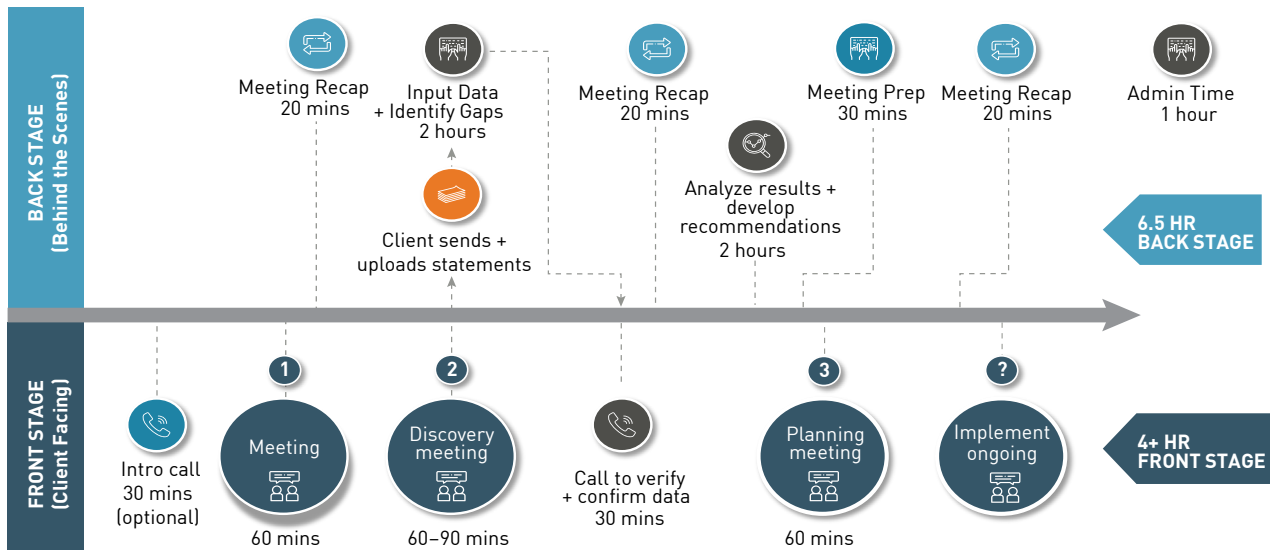 BACK STAGE
(Behind the Scenes)
Meeting Recap
20 mins
Input Data
+ Identify Gaps
2 hours
Client sends +
uploads statements
Meeting Recap
20 mins
Analyze results +
develop
recommendations
2 hours
Meeting Prep
30 mins
Meeting Recap
20 mins
Admin Time
1 hour
6.5 HR
BACK STAGE
FRONT STAGE
(Client Facing)
Intro call
30 mins
(optional)
1
Meeting
60 mins
2
Discovery
meeting
60–90 mins
Call to verify
+ confirm data
30 mins
3
Planning
meeting
60 mins
?
Implement
ongoing
4+ HR
FRONT STAGE